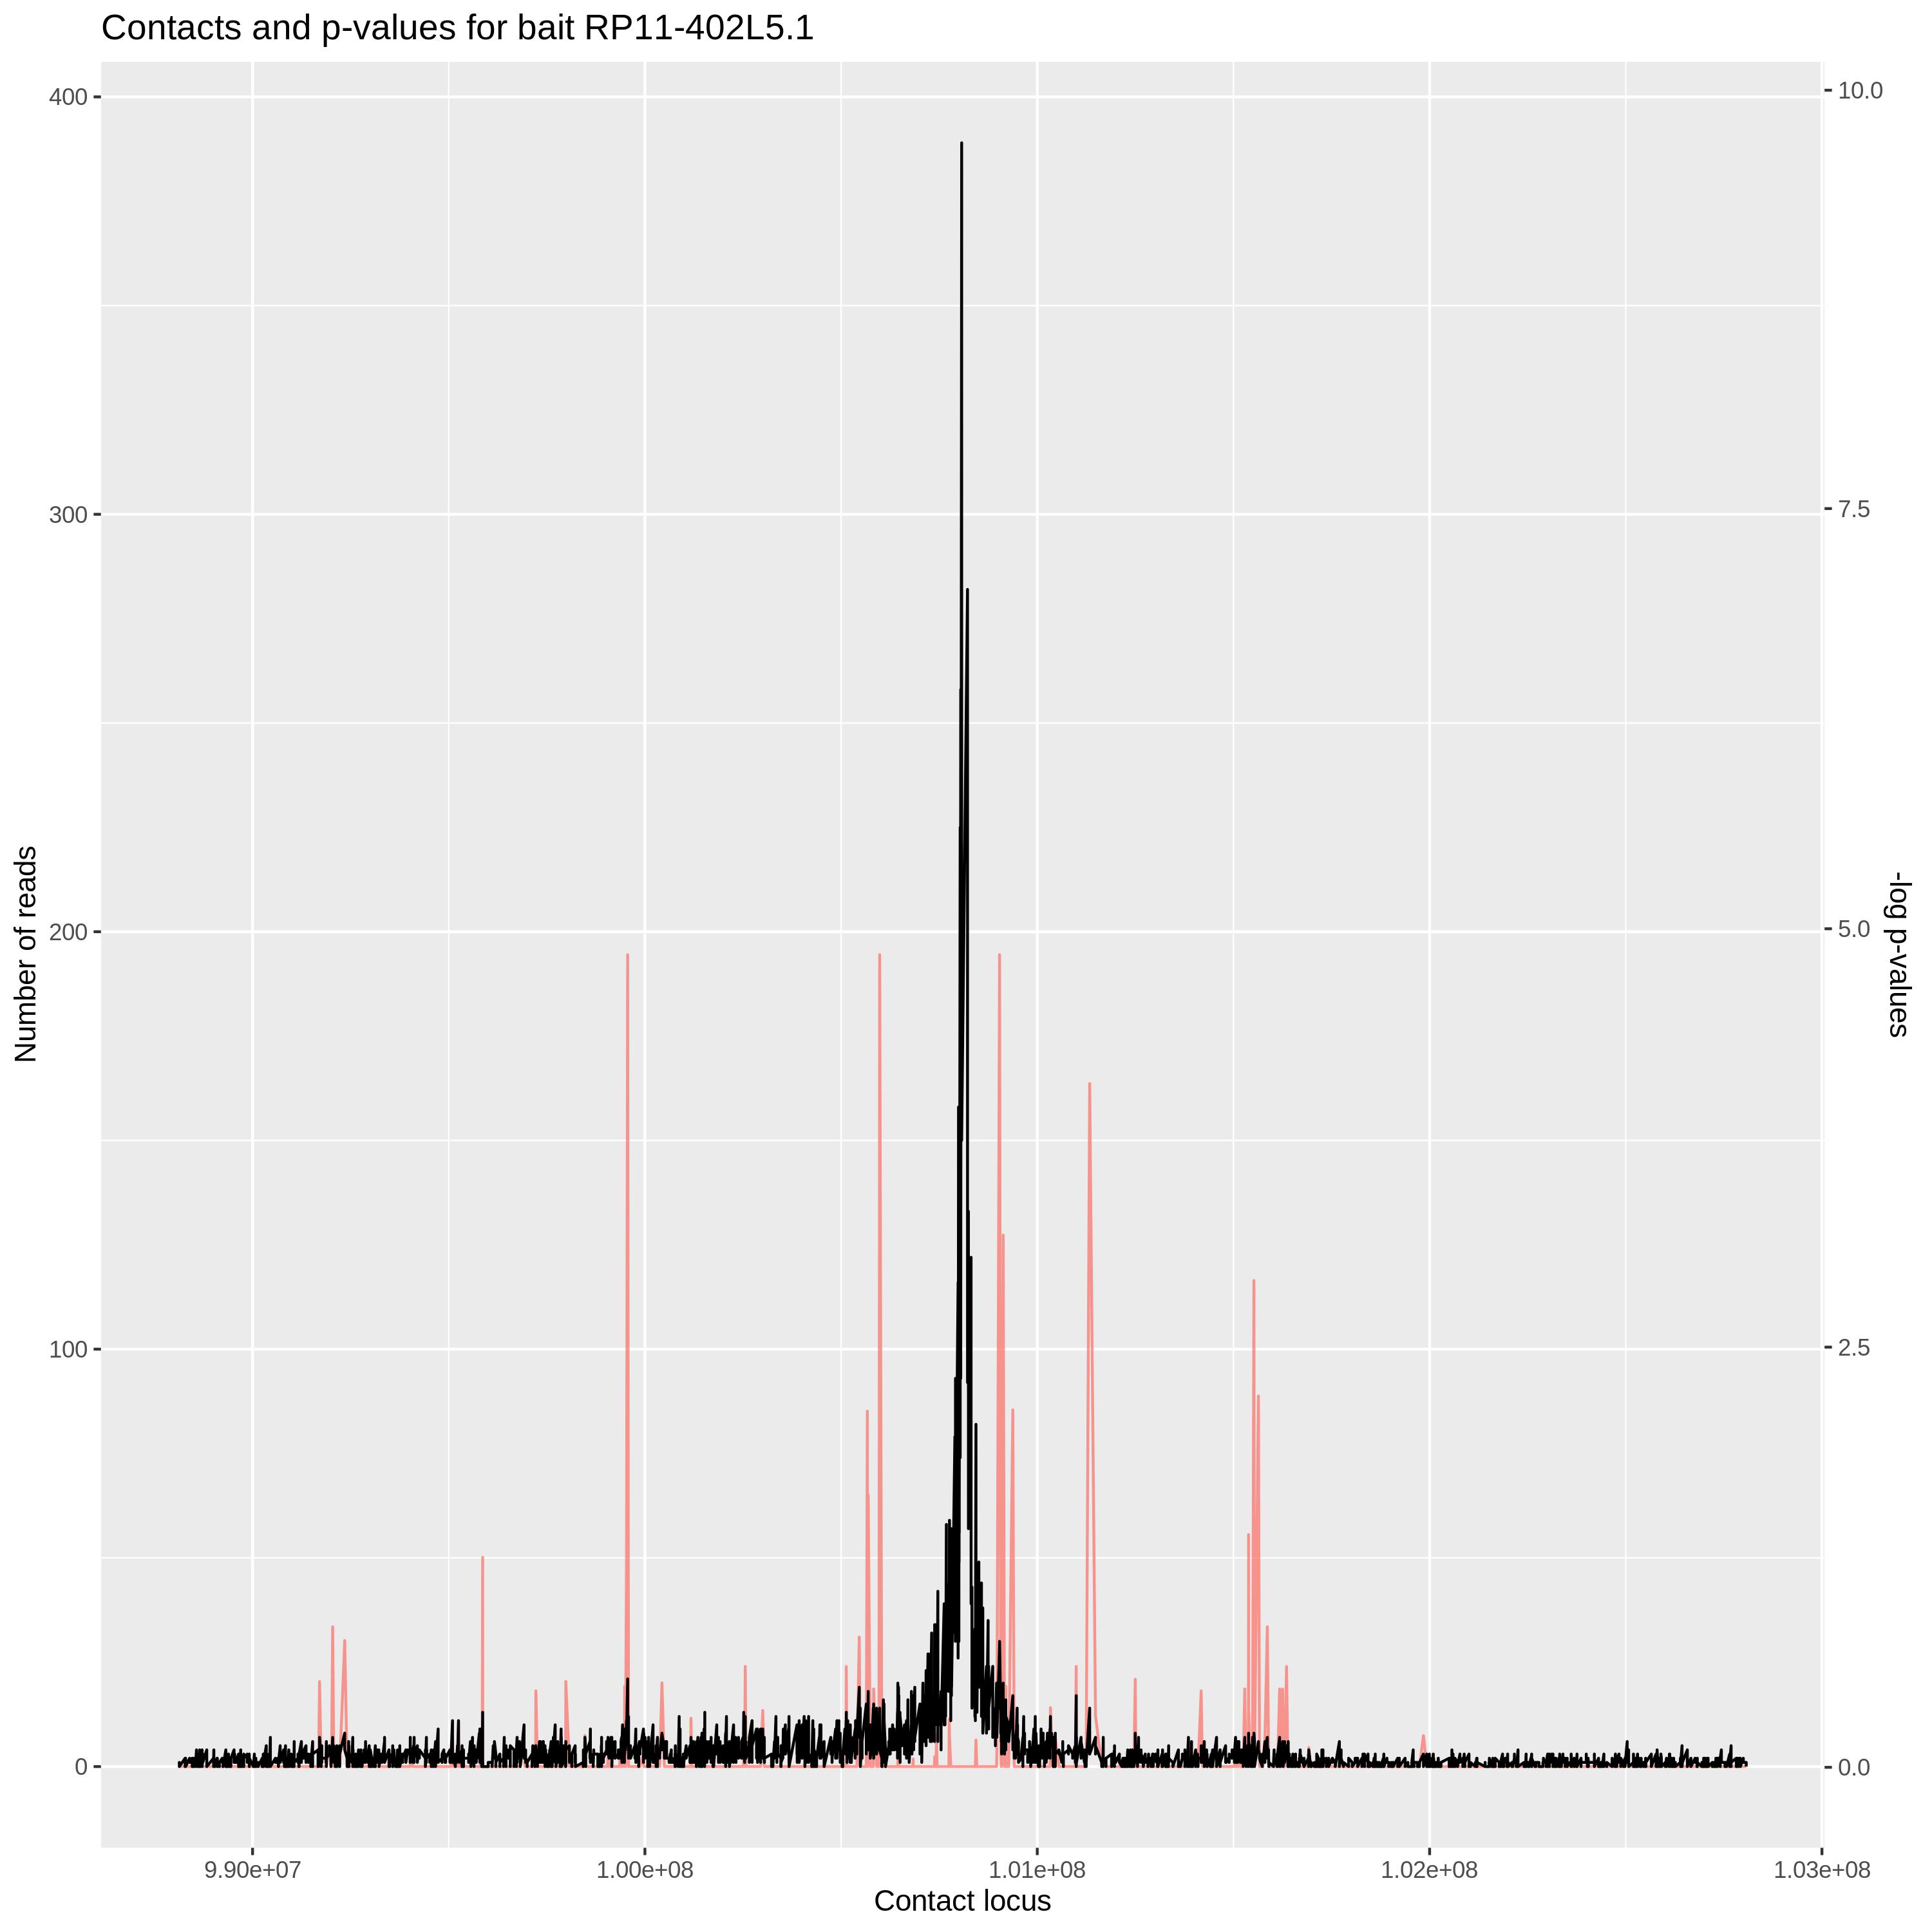 Contacts and p-values for bait RP11-402L5.1
400
300
200
100
0
10.0
7.5
5.0
2.5
0.0
Number of reads
-log p-values
9.90e+07
1.00e+08
1.01e+08
1.02e+08
1.03e+08
Contact locus